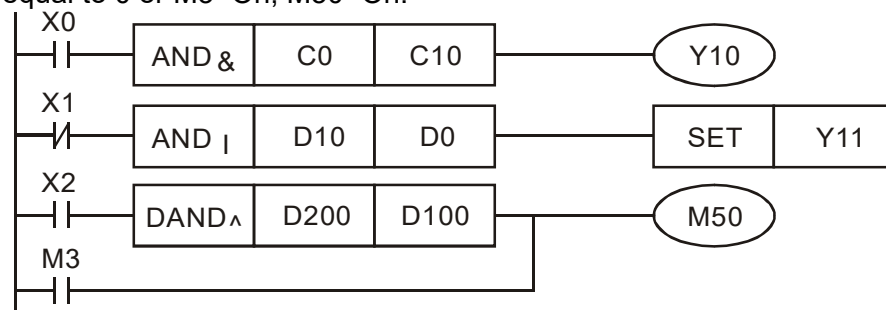 equal to 0 or M3=On, M50=On.
X0
AND & C0 C10 Y10
X1
AND | D10 D0 SET Y11
X2
DAND^ D200 D100 M50
M3